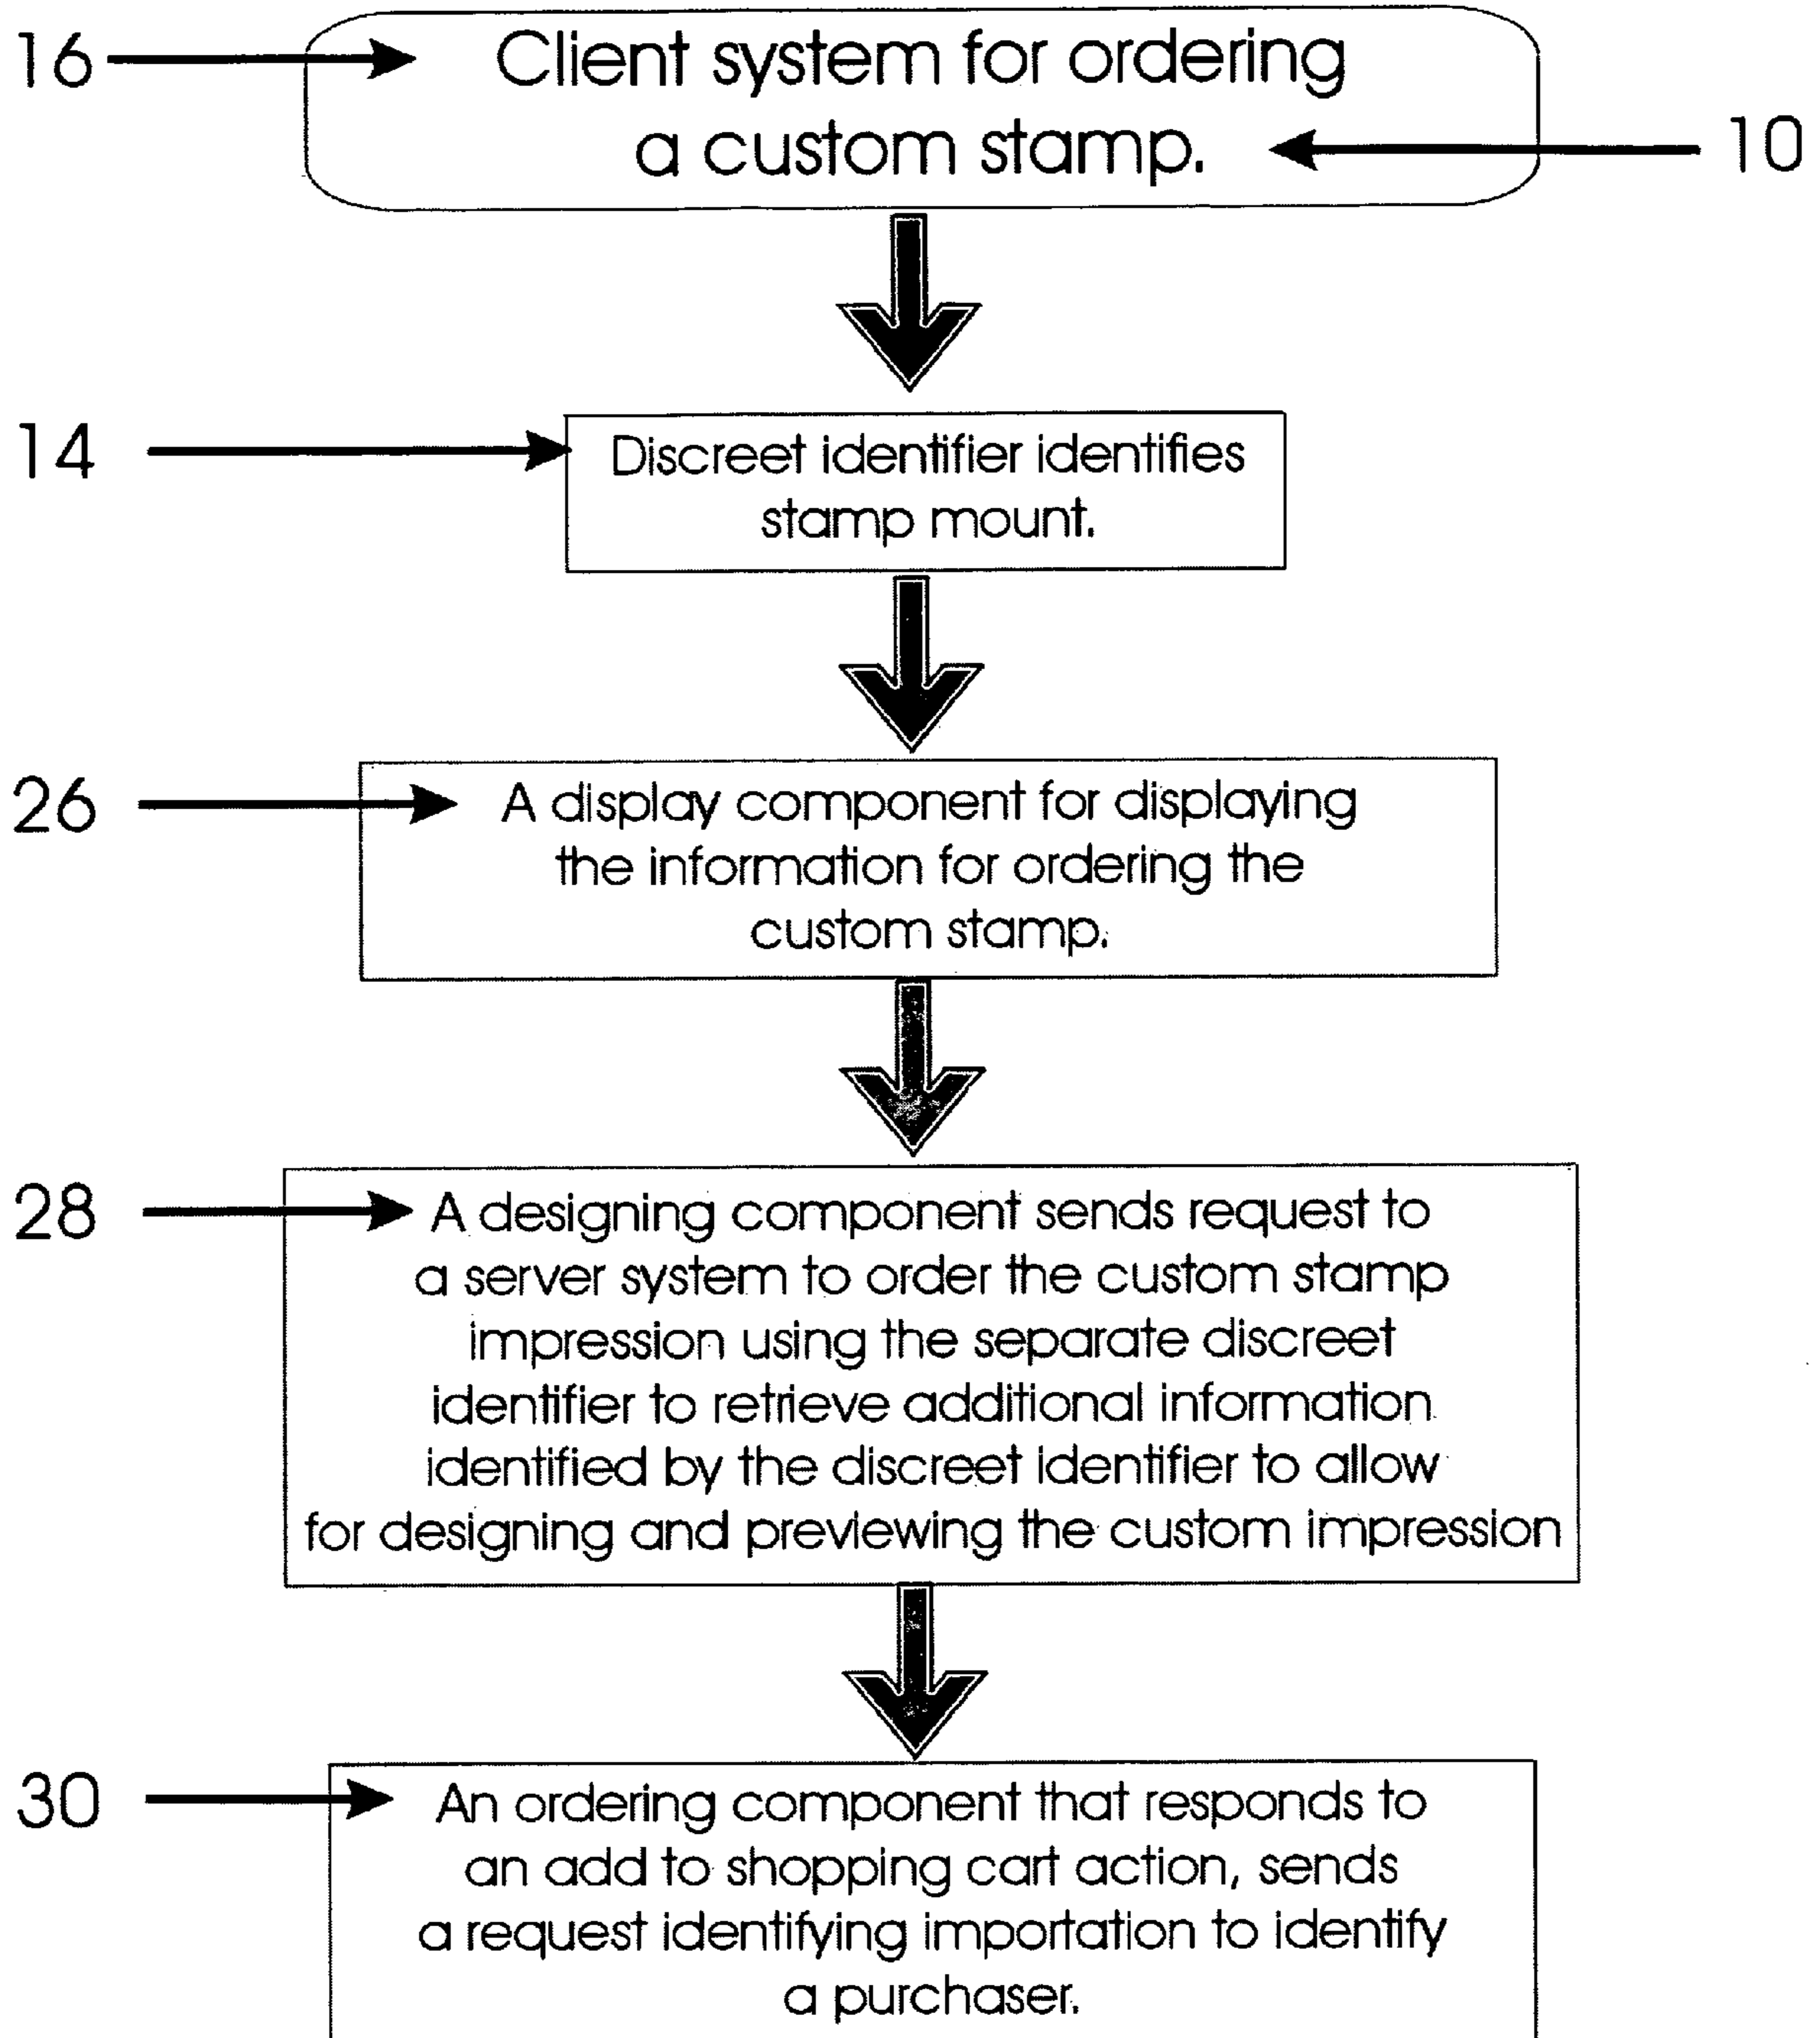 16
Client system for ordering
a custom stamp.
10
14
Discreet identifier identifies
stamp mount.
26
A display component for displaying
the information for ordering the
custom stamp.
28
A designing component sends request to
a server system to order the custom stamp
impression using the separate discreet
identifier to retrieve additional information
identified by the discreet identifier to allow
for designing and previewing the custom impression
30
An ordering component that responds to
an add to shopping cart action, sends
a request identifying importation to identify
a purchaser.